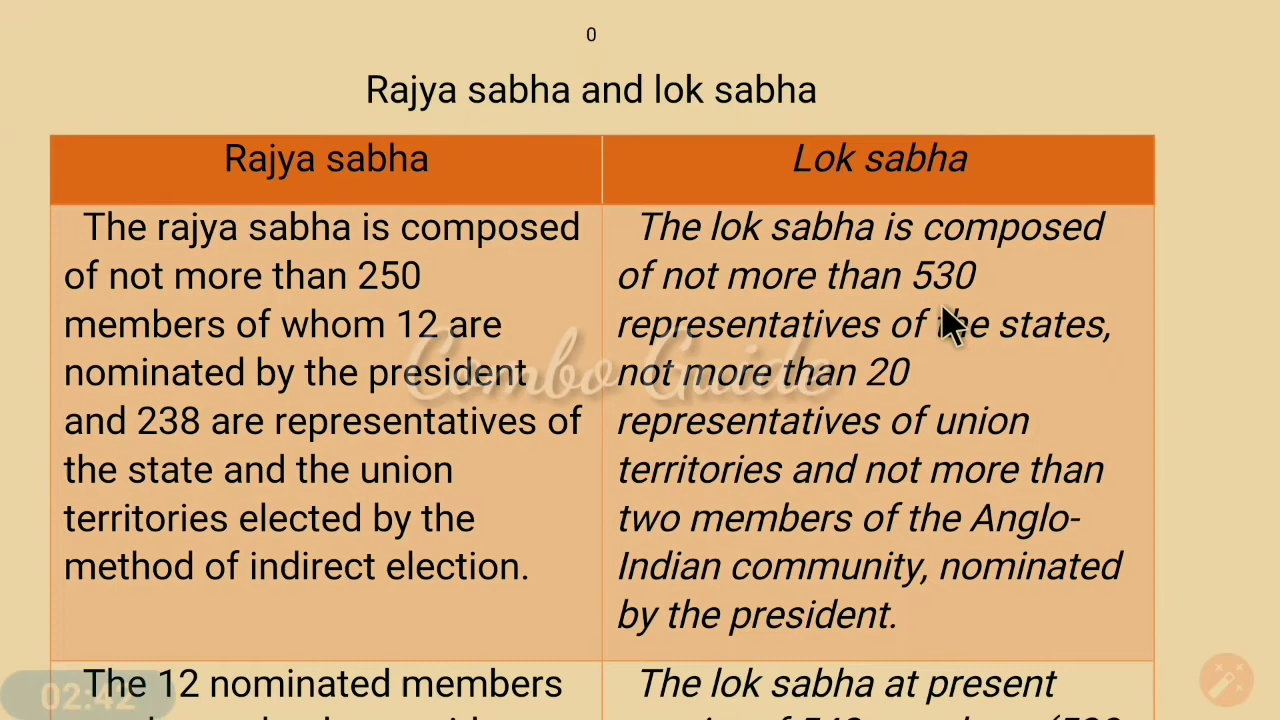 0
Rajya sabha and lok sabha
Rajya sabha
Lok sabha
The rajya sabha is composed
of not more than 250
members of whom 12 are
nominated by the president
and 238 are representatives of
the state and the union
territories elected by the
method of indirect election.
The lok sabha is composed
of not more than 530
representatives of the states,
not more than 20
representatives of union
territories and not more than
two members of the Anglo-
Indian community, nominated
by the president.
Combo Guide
The 12 nominated members
The lok sabha at present
02:42